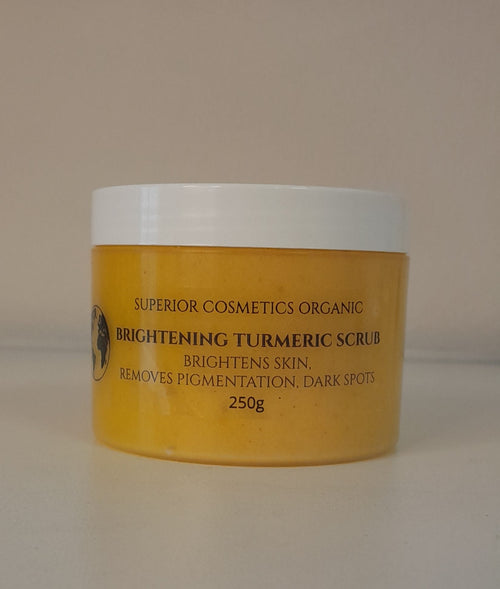 SUPERIOR COSMETICS ORGANIC
BRIGHTENING TURMERIC SCRUB
BRIGHTENS SKIN,
REMOVES PIGMENTATION, DARK SPOTS
250g